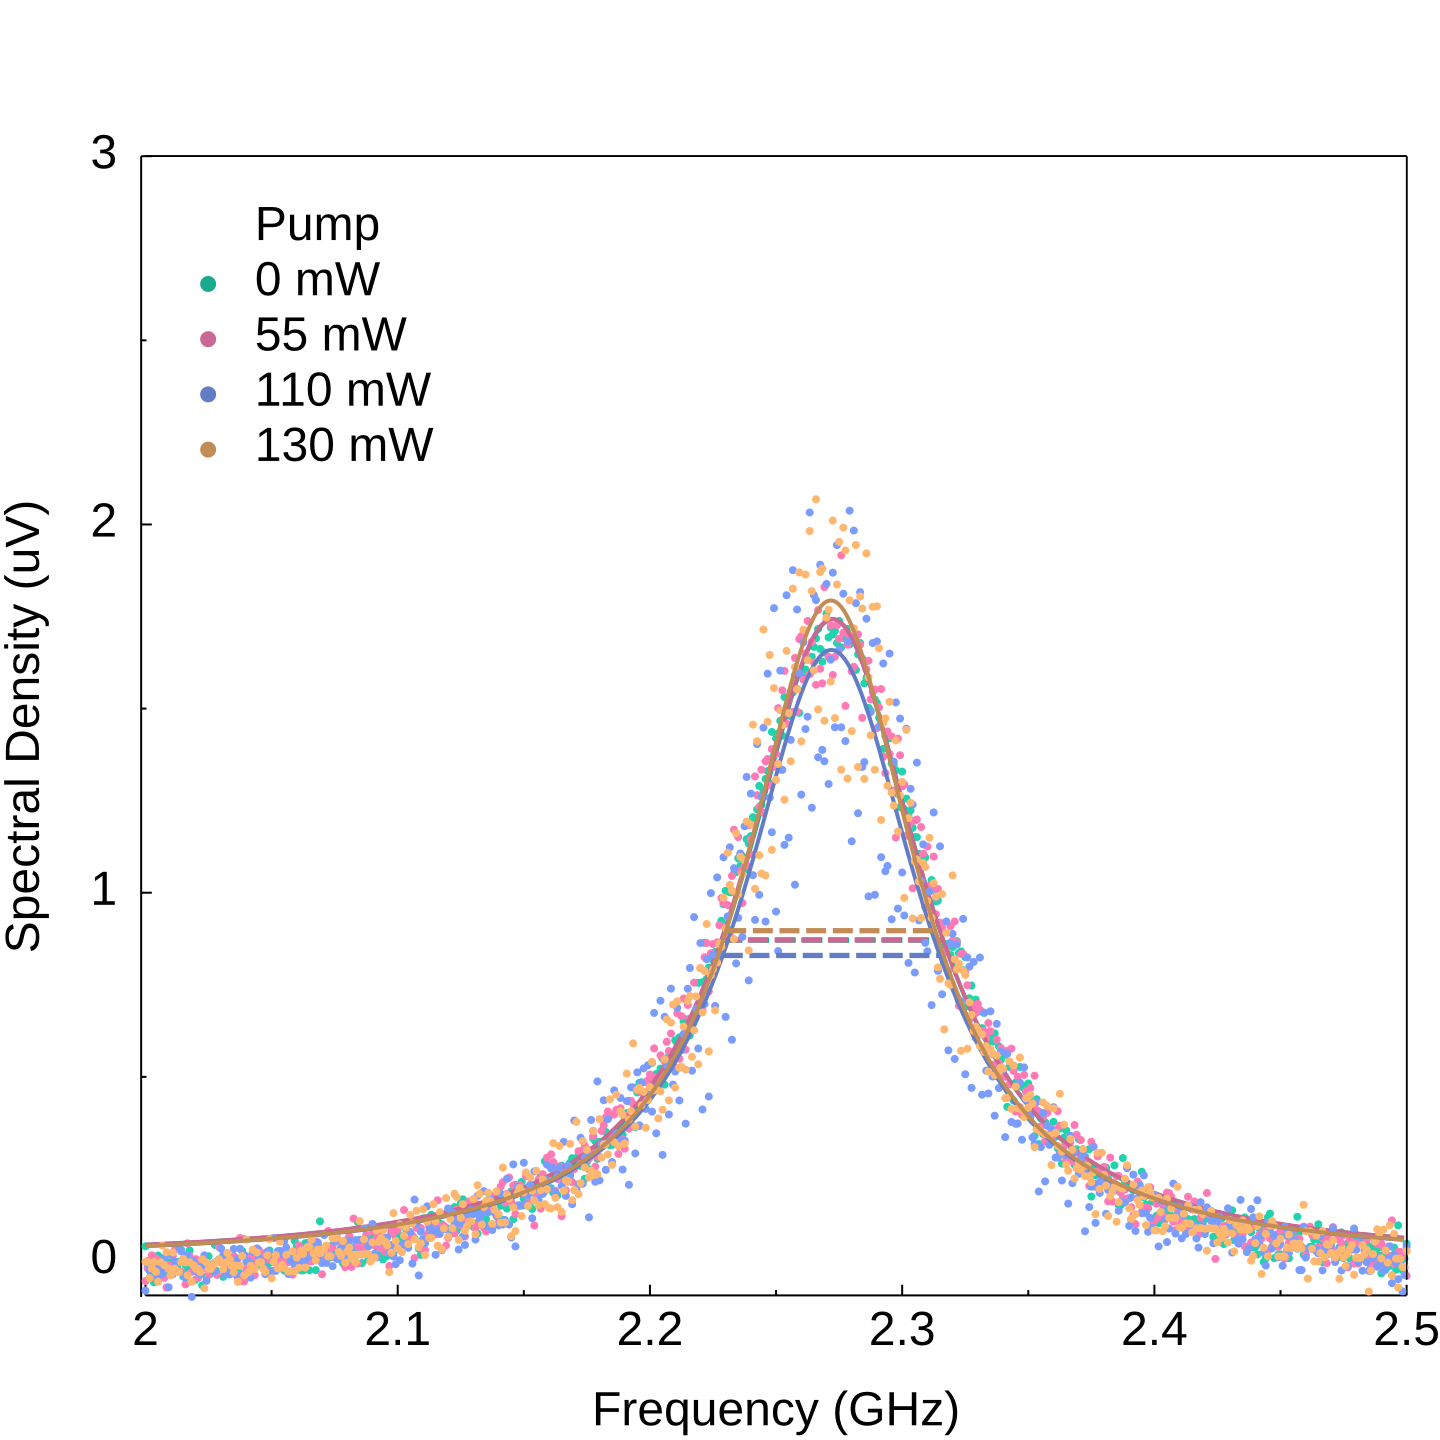 3
Pump
0 mW
55 mW
110 mW
130 mW
2
1
0
Spectral Density (uV)
2 2.1 2.2 2.3 2.4 2.5
Frequency (GHz)